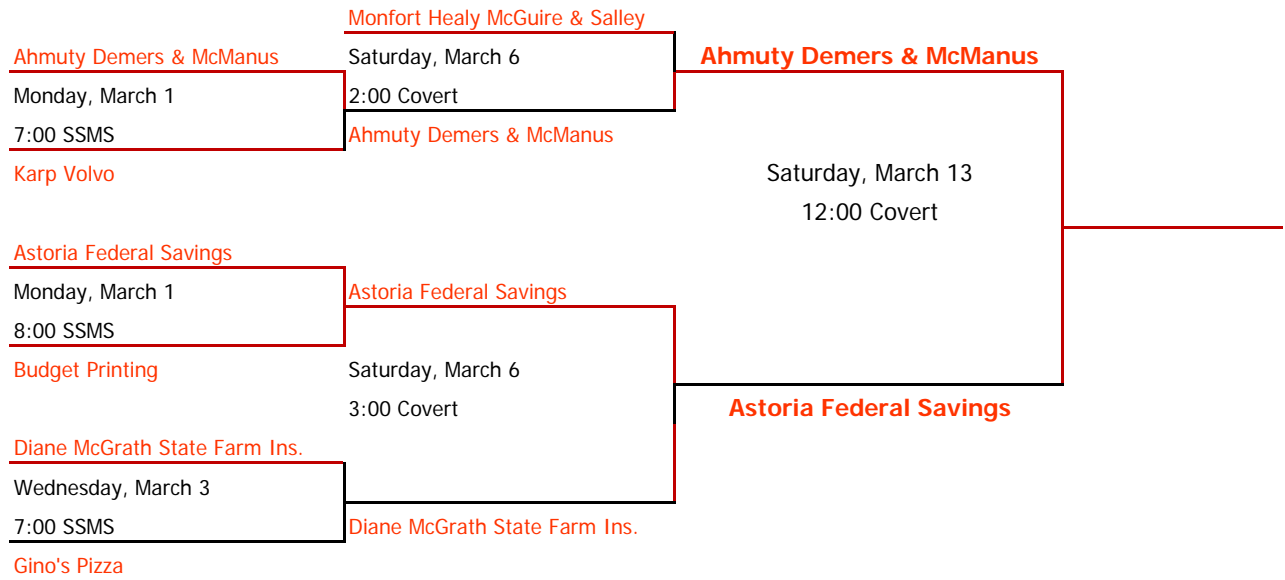 Monfort Healy McGuire & Salley
Ahmuty Demers & McManus
Saturday, March 6
Ahmuty Demers & McManus
Monday, March 1
2:00 Covert
7:00 SSMS
Ahmuty Demers & McManus
Karp Volvo
Saturday, March 13
12:00 Covert
Astoria Federal Savings
Monday, March 1
Astoria Federal Savings
8:00 SSMS
Budget Printing
Saturday, March 6
3:00 Covert
Astoria Federal Savings
Diane McGrath State Farm Ins.
Wednesday, March 3
7:00 SSMS
Diane McGrath State Farm Ins.
Gino's Pizza